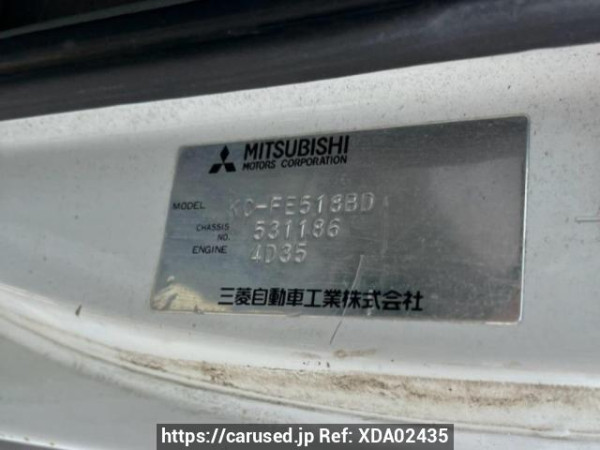 MITSUBISHI
MOTORS CORPORATION
MODEL KC-FE518BD
CHASSIS NO. 531186
ENGINE 4D35
三菱自動車工業株式会社
https://carused.jp Ref: XDA02435